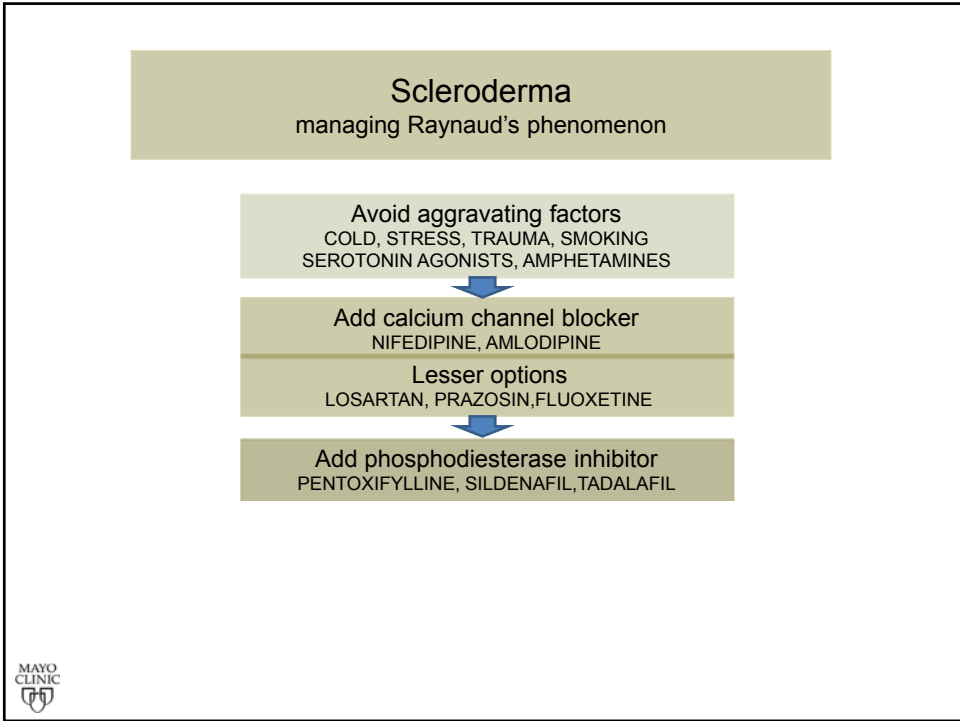 Scleroderma
managing Raynaud's phenomenon
Avoid aggravating factors
COLD, STRESS, TRAUMA, SMOKING
SEROTONIN AGONISTS, AMPHETAMINES
Add calcium channel blocker
NIFEDIPINE, AMLODIPINE
Lesser options
LOSARTAN, PRAZOSIN,FLUOXETINE
Add phosphodiesterase inhibitor
PENTOXIFYLLINE, SILDENAFIL,TADALAFIL
MAYO
CLINIC